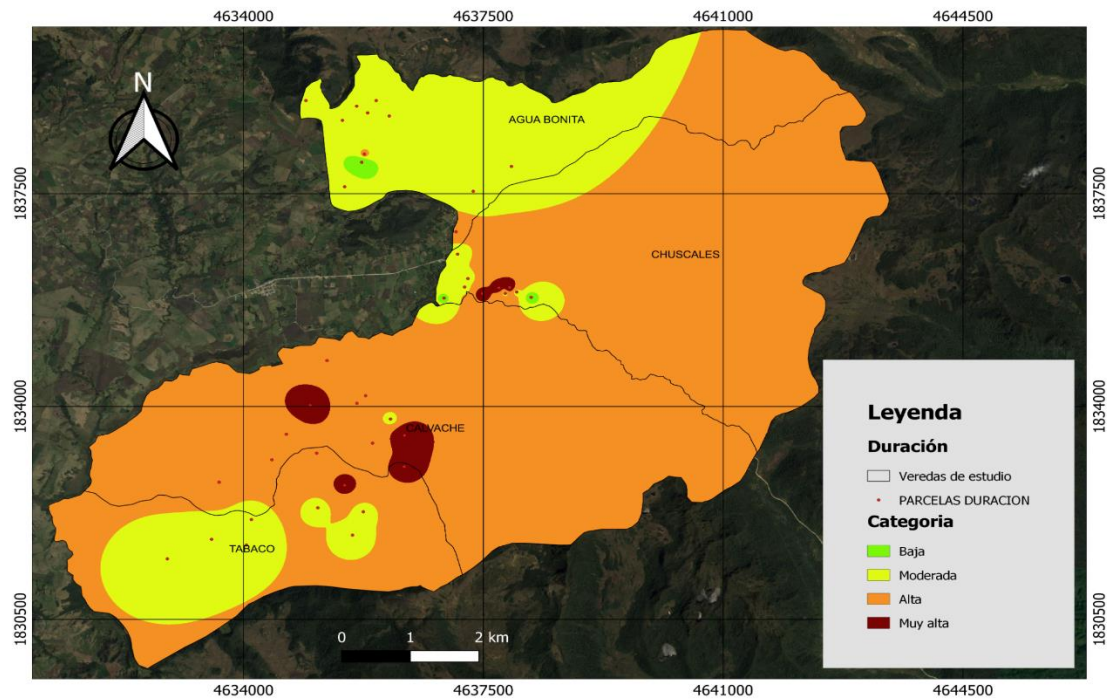 4634000 4637500 4641000 4644500
N
AGUA BONITA
1837500 1837500
CHUSCALES
1834000 1834000
CALVACHE
TABACO
1830500 1830500
0 1 2 km
Leyenda
Duración
Veredas de estudio
PARCELAS DURACION
Categoria
Baja
Moderada
Alta
Muy alta
4634000 4637500 4641000 4644500